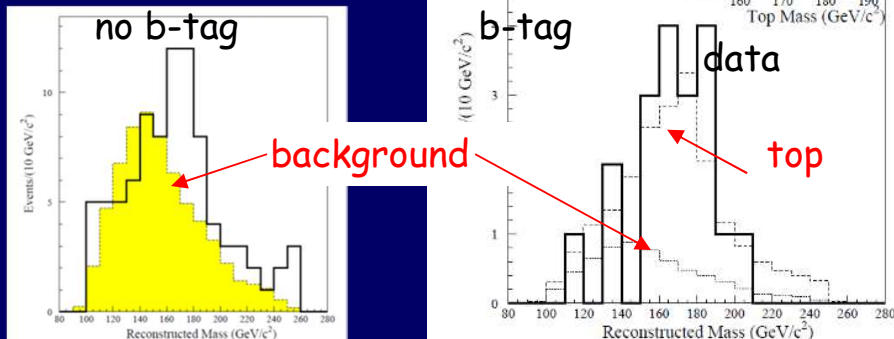 no b-tag
10
5
0
Events/(10 GeV/c²)
80 100 120 140 160 180 200 220 240 260 280
Reconstructed Mass (GeV/c²)
background
160 170 180 190
Top Mass (GeV/c²)
b-tag
data
top
3
1
0
/(10 GeV/c²)
80 100 120 140 160 180 200 220 240 260 280
Reconstructed Mass (GeV/c²)